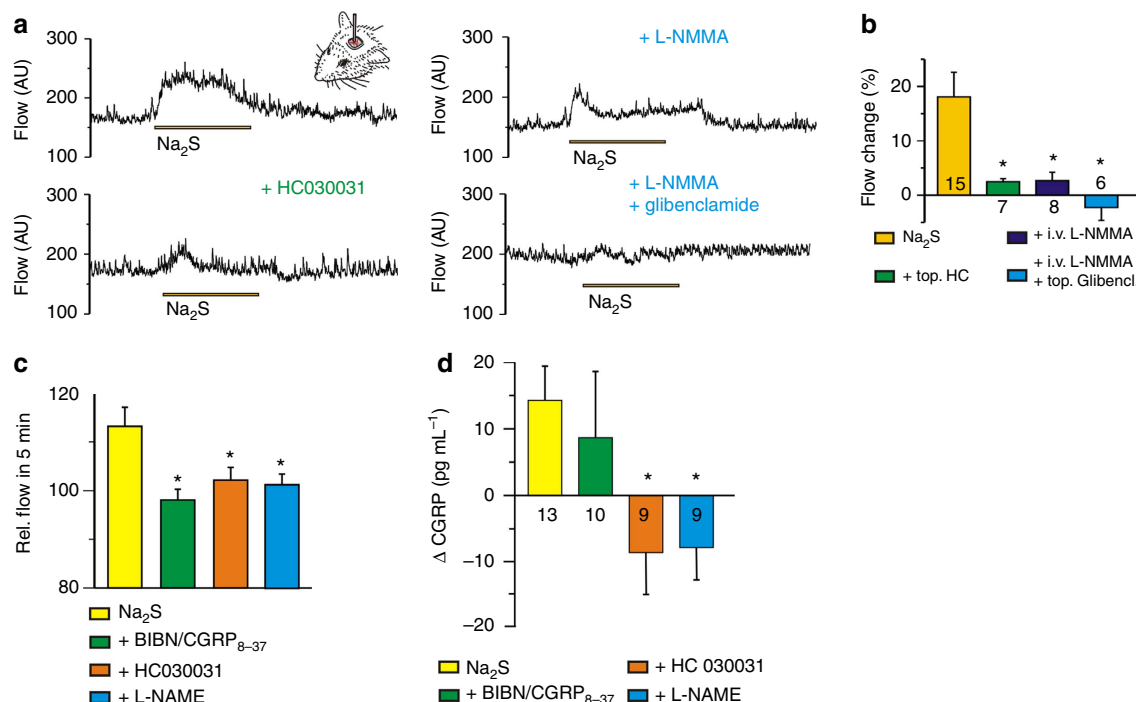 a
300
200
100
Flow (AU)
Na₂S
+ L-NMMA
300
200
100
Flow (AU)
Na₂S
+ HC030031
300
200
100
Flow (AU)
Na₂S
+ L-NMMA
+ glibenclamide
300
200
100
Flow (AU)
Na₂S
b
Flow change (%)
20
10
0
15
7
*
8
*
6
*
Na₂S
+ top. HC
+ i.v. L-NMMA
+ i.v. L-NMMA
+ top. Glibencl.
c
Rel. flow in 5 min
120
100
80
* * *
Na₂S
+ BIBN/CGRP₈₋₃₇
+ HC030031
+ L-NAME
d
Δ CGRP (pg mL⁻¹)
20
10
0
−10
−20
* *
13 10 9 9
Na₂S
+ BIBN/CGRP₈₋₃₇
+ HC 030031
+ L-NAME